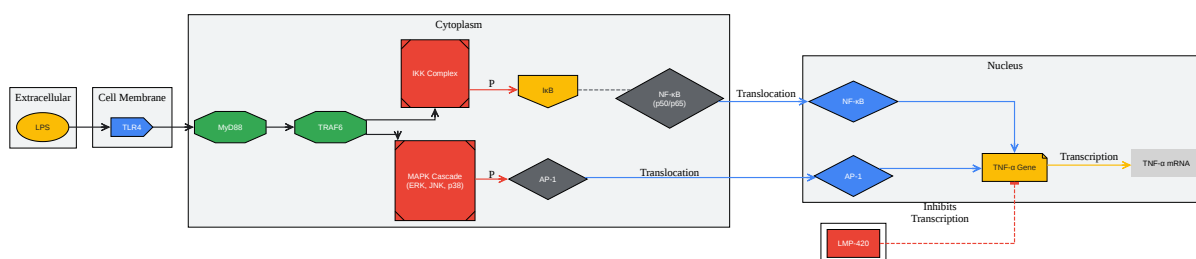 Cytoplasm
Extracellular
LPS
Cell Membrane
TLR4
MyD88
TRAF6
IKK Complex
P
IκB
NF-κB
(p50/p65)
MAPK Cascade
(ERK, JNK, p38)
P
AP-1
Translocation
Translocation
Nucleus
NF-κB
AP-1
TNF-α Gene
Transcription
TNF-α mRNA
Inhibits
Transcription
LMP-420